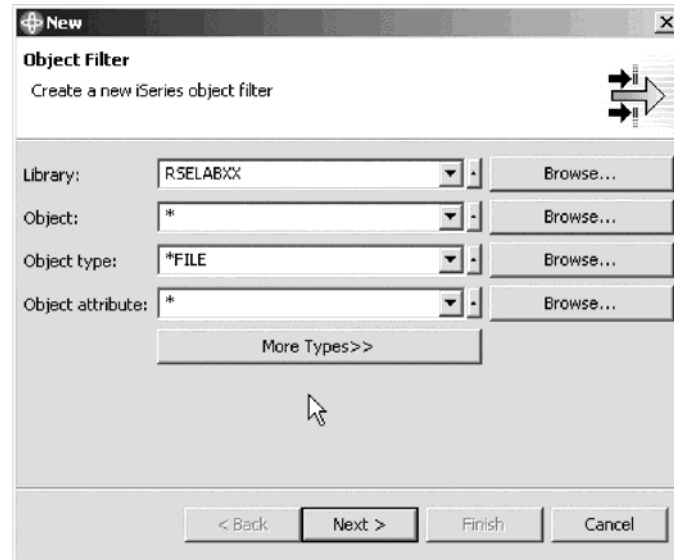 New
Object Filter
Create a new iSeries object filter
Library: RSELABXX Browse...
Object: * Browse...
Object type: *FILE Browse...
Object attribute: * Browse...
More Types>>
< Back Next > Finish Cancel